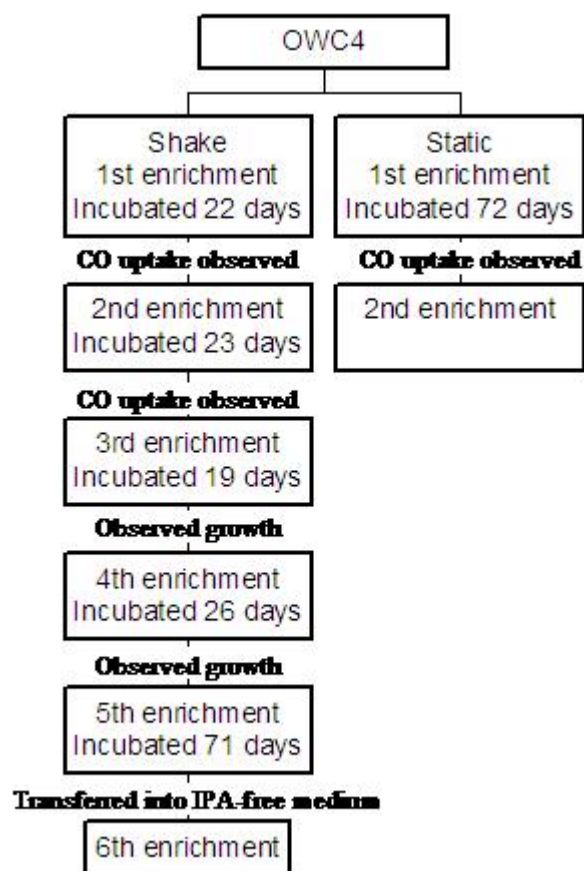 OWC4
Shake
1st enrichment
Incubated 22 days
CO uptake observed
2nd enrichment
Incubated 23 days
CO uptake observed
3rd enrichment
Incubated 19 days
Observed growth
4th enrichment
Incubated 26 days
Observed growth
5th enrichment
Incubated 71 days
Transferred into IPA-free medium
6th enrichment
Static
1st enrichment
Incubated 72 days
CO uptake observed
2nd enrichment